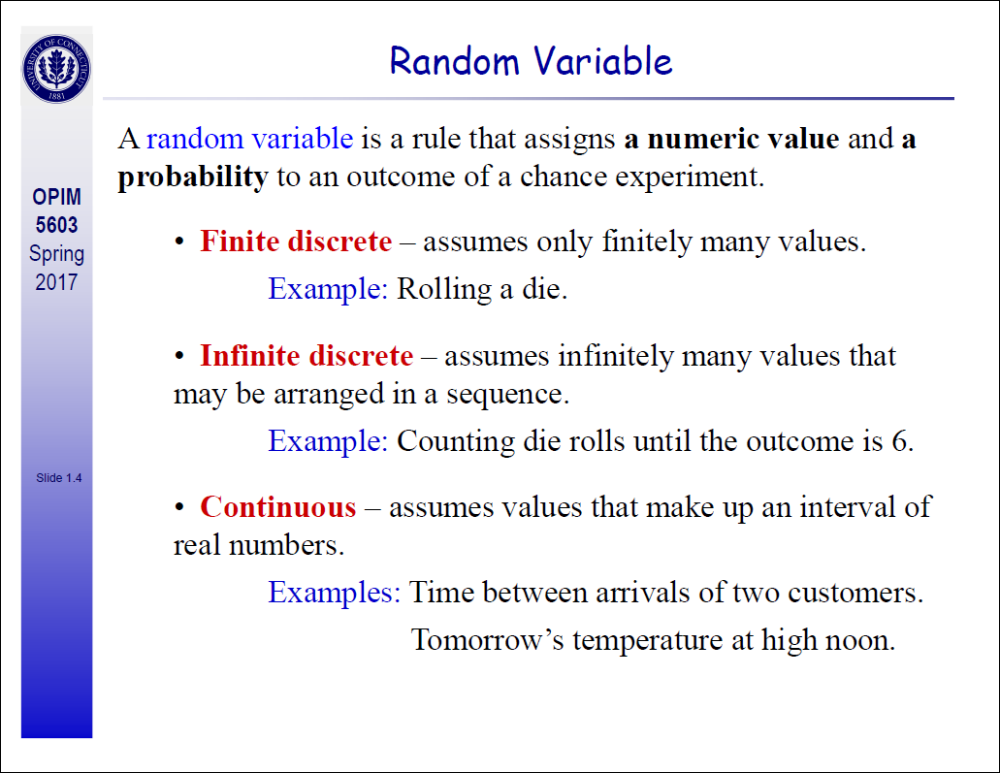 Random Variable
UNIVERSITY OF CONNECTICUT
1881
OPIM
5603
Spring
2017
Slide 1.4
A random variable is a rule that assigns a numeric value and a
probability to an outcome of a chance experiment.
• Finite discrete – assumes only finitely many values.
Example: Rolling a die.
• Infinite discrete – assumes infinitely many values that
may be arranged in a sequence.
Example: Counting die rolls until the outcome is 6.
• Continuous – assumes values that make up an interval of
real numbers.
Examples: Time between arrivals of two customers.
Tomorrow’s temperature at high noon.